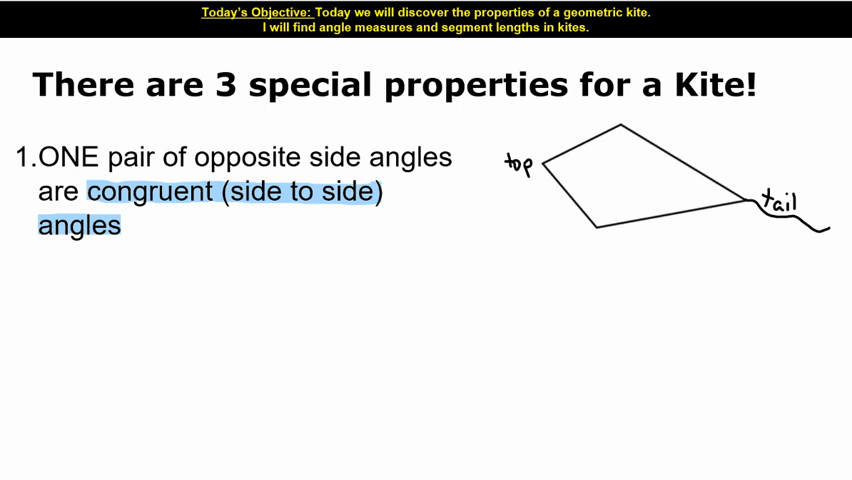 Today's Objective: Today we will discover the properties of a geometric kite.
I will find angle measures and segment lengths in kites.
There are 3 special properties for a Kite!
1.ONE pair of opposite side angles
are congruent (side to side)
angles
top
tail